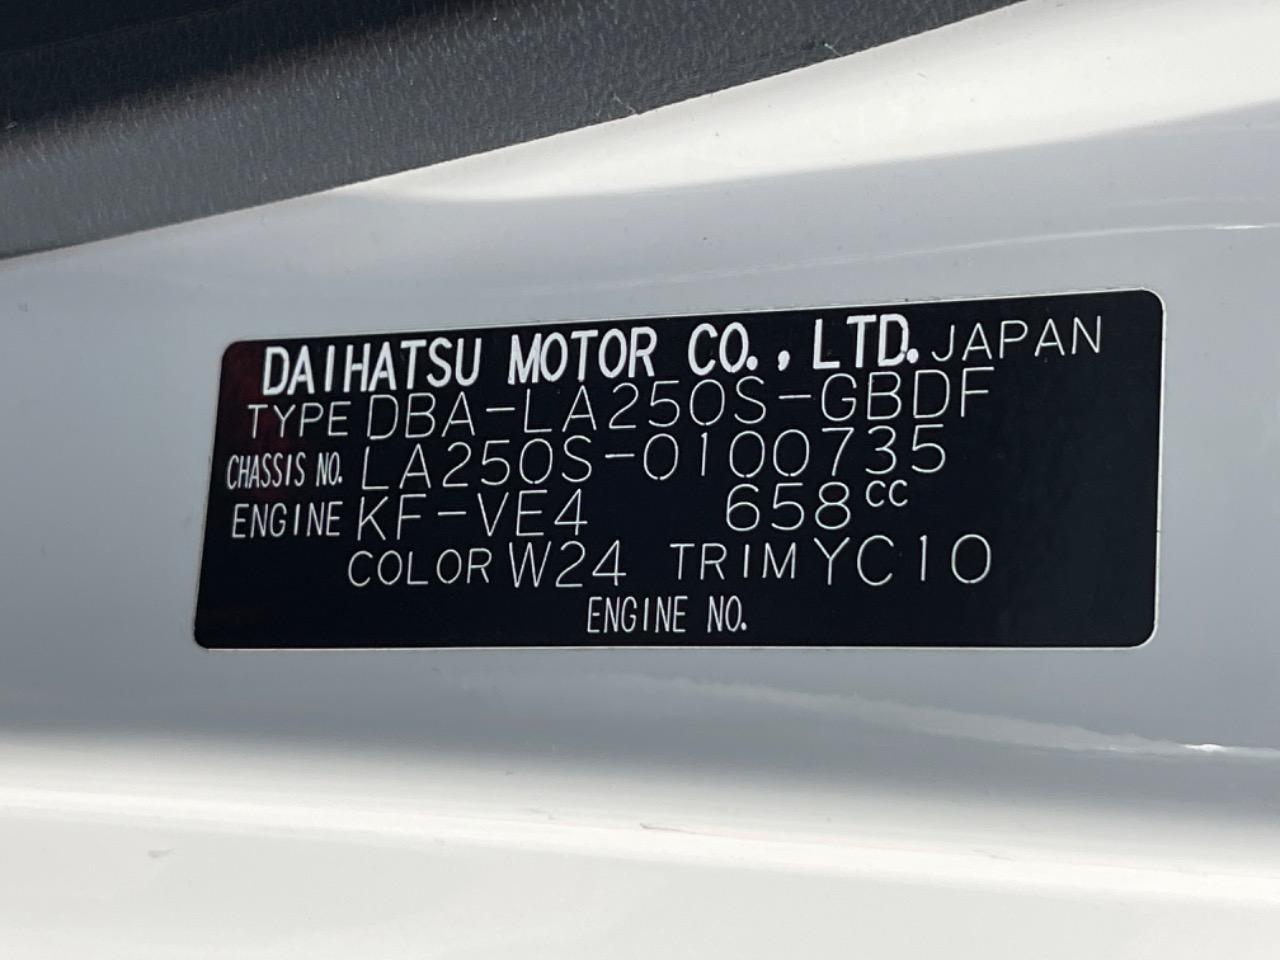 DAIHATSU MOTOR CO., LTD. JAPAN
TYPE DBA-LA250S-GBDF
CHASSIS NO. LA250S-0100735
ENGINE KF-VE4 658cc
COLOR W24 TRIM YC10
ENGINE NO.